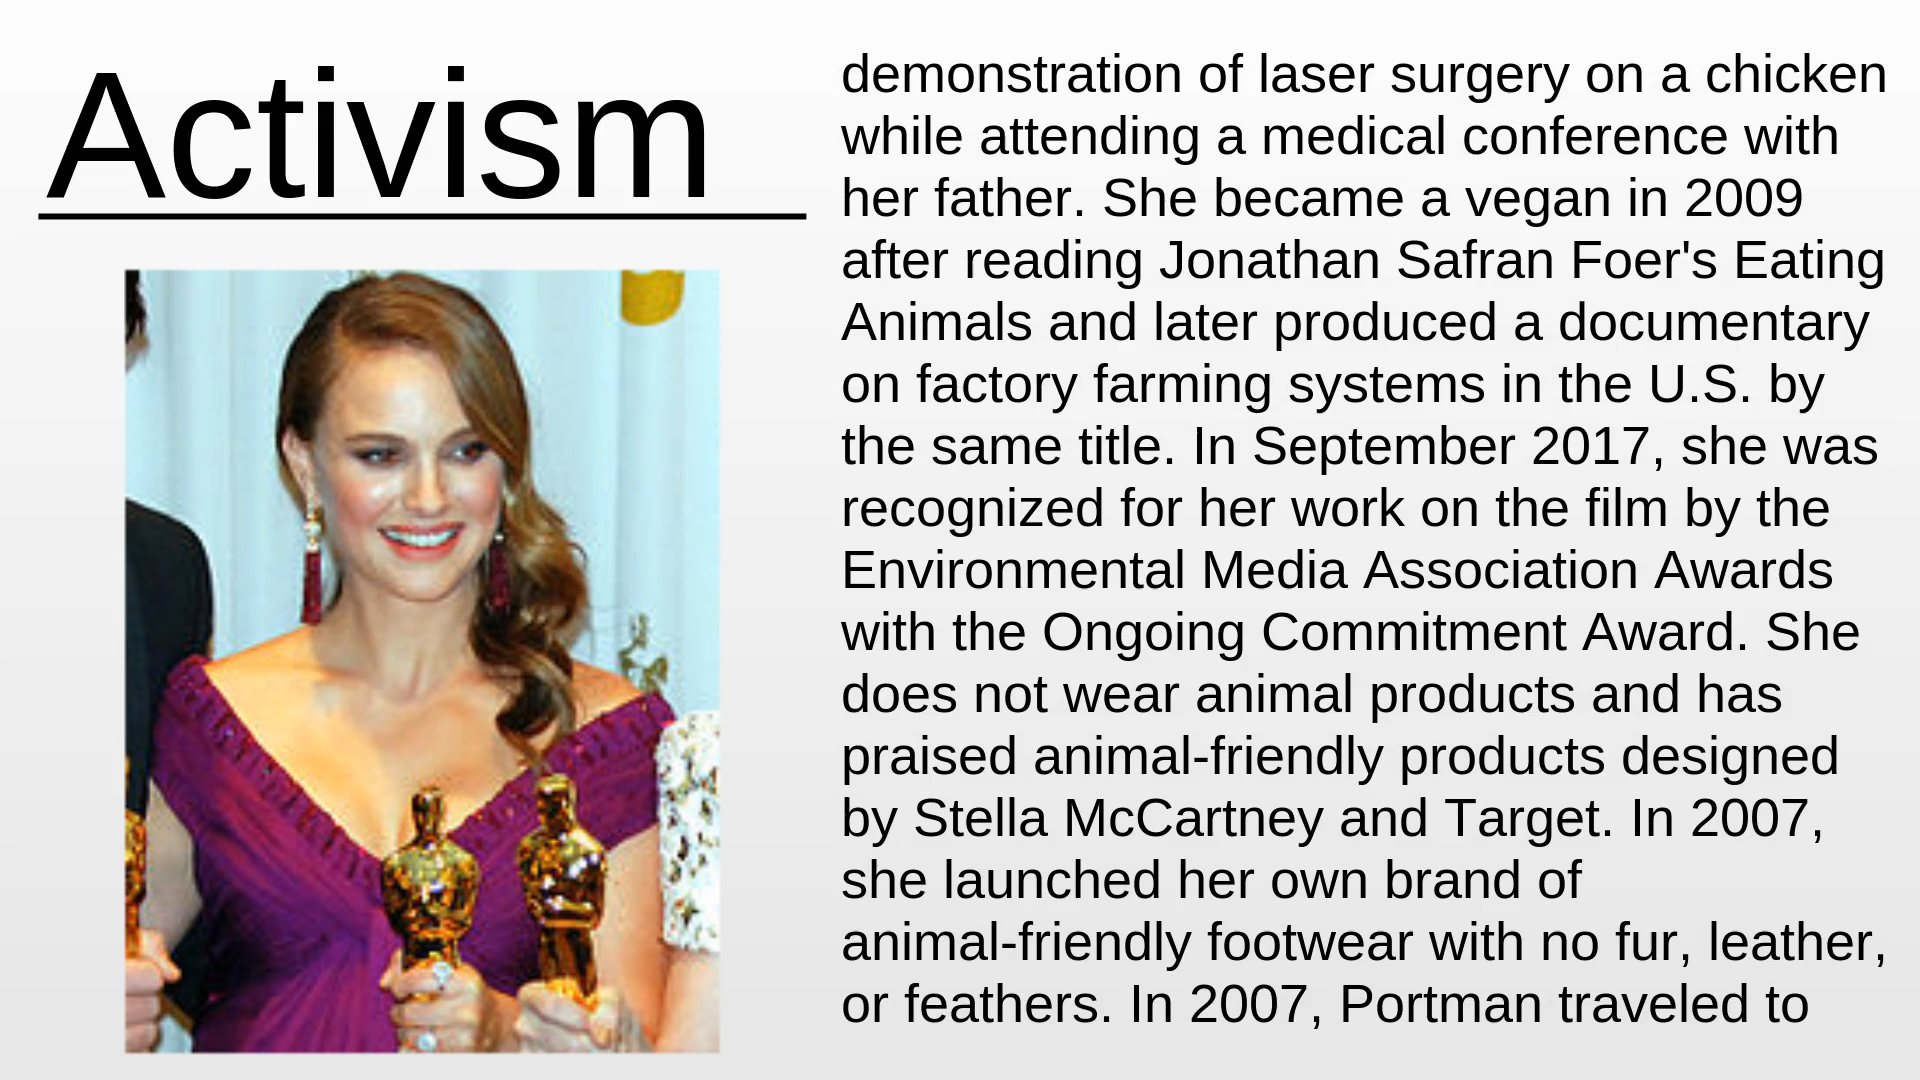 Activism
demonstration of laser surgery on a chicken
while attending a medical conference with
her father. She became a vegan in 2009
after reading Jonathan Safran Foer's Eating
Animals and later produced a documentary
on factory farming systems in the U.S. by
the same title. In September 2017, she was
recognized for her work on the film by the
Environmental Media Association Awards
with the Ongoing Commitment Award. She
does not wear animal products and has
praised animal-friendly products designed
by Stella McCartney and Target. In 2007,
she launched her own brand of
animal-friendly footwear with no fur, leather,
or feathers. In 2007, Portman traveled to